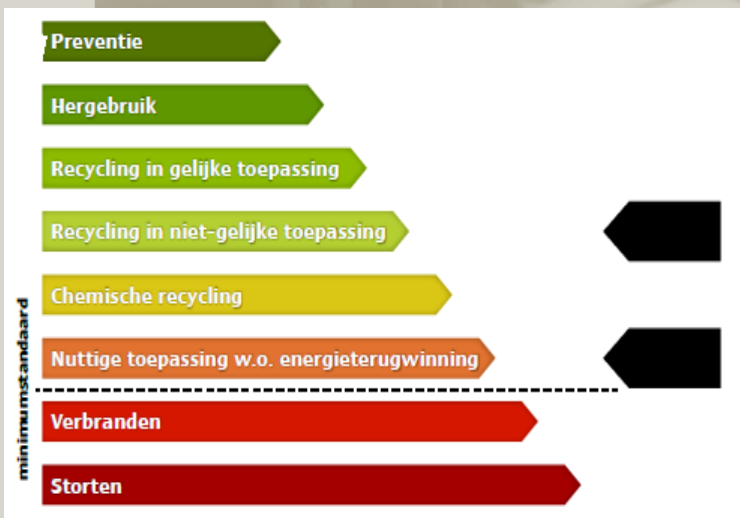 Preventie
Hergebruik
Recycling in gelijke toepassing
Recycling in niet-gelijke toepassing
Chemische recycling
Nuttige toepassing w.o. energieterugwinning
minimumstandaard
Verbranden
Storten